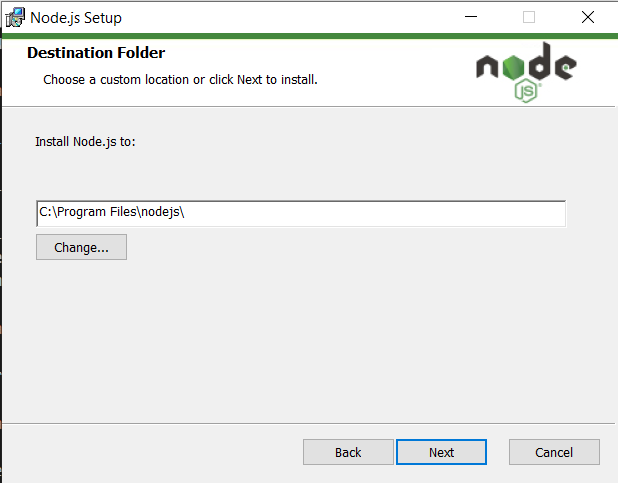 Node.js Setup
Destination Folder
Choose a custom location or click Next to install.
node
JS
Install Node.js to:
C:\Program Files\nodejs\
Change...
Back
Next
Cancel